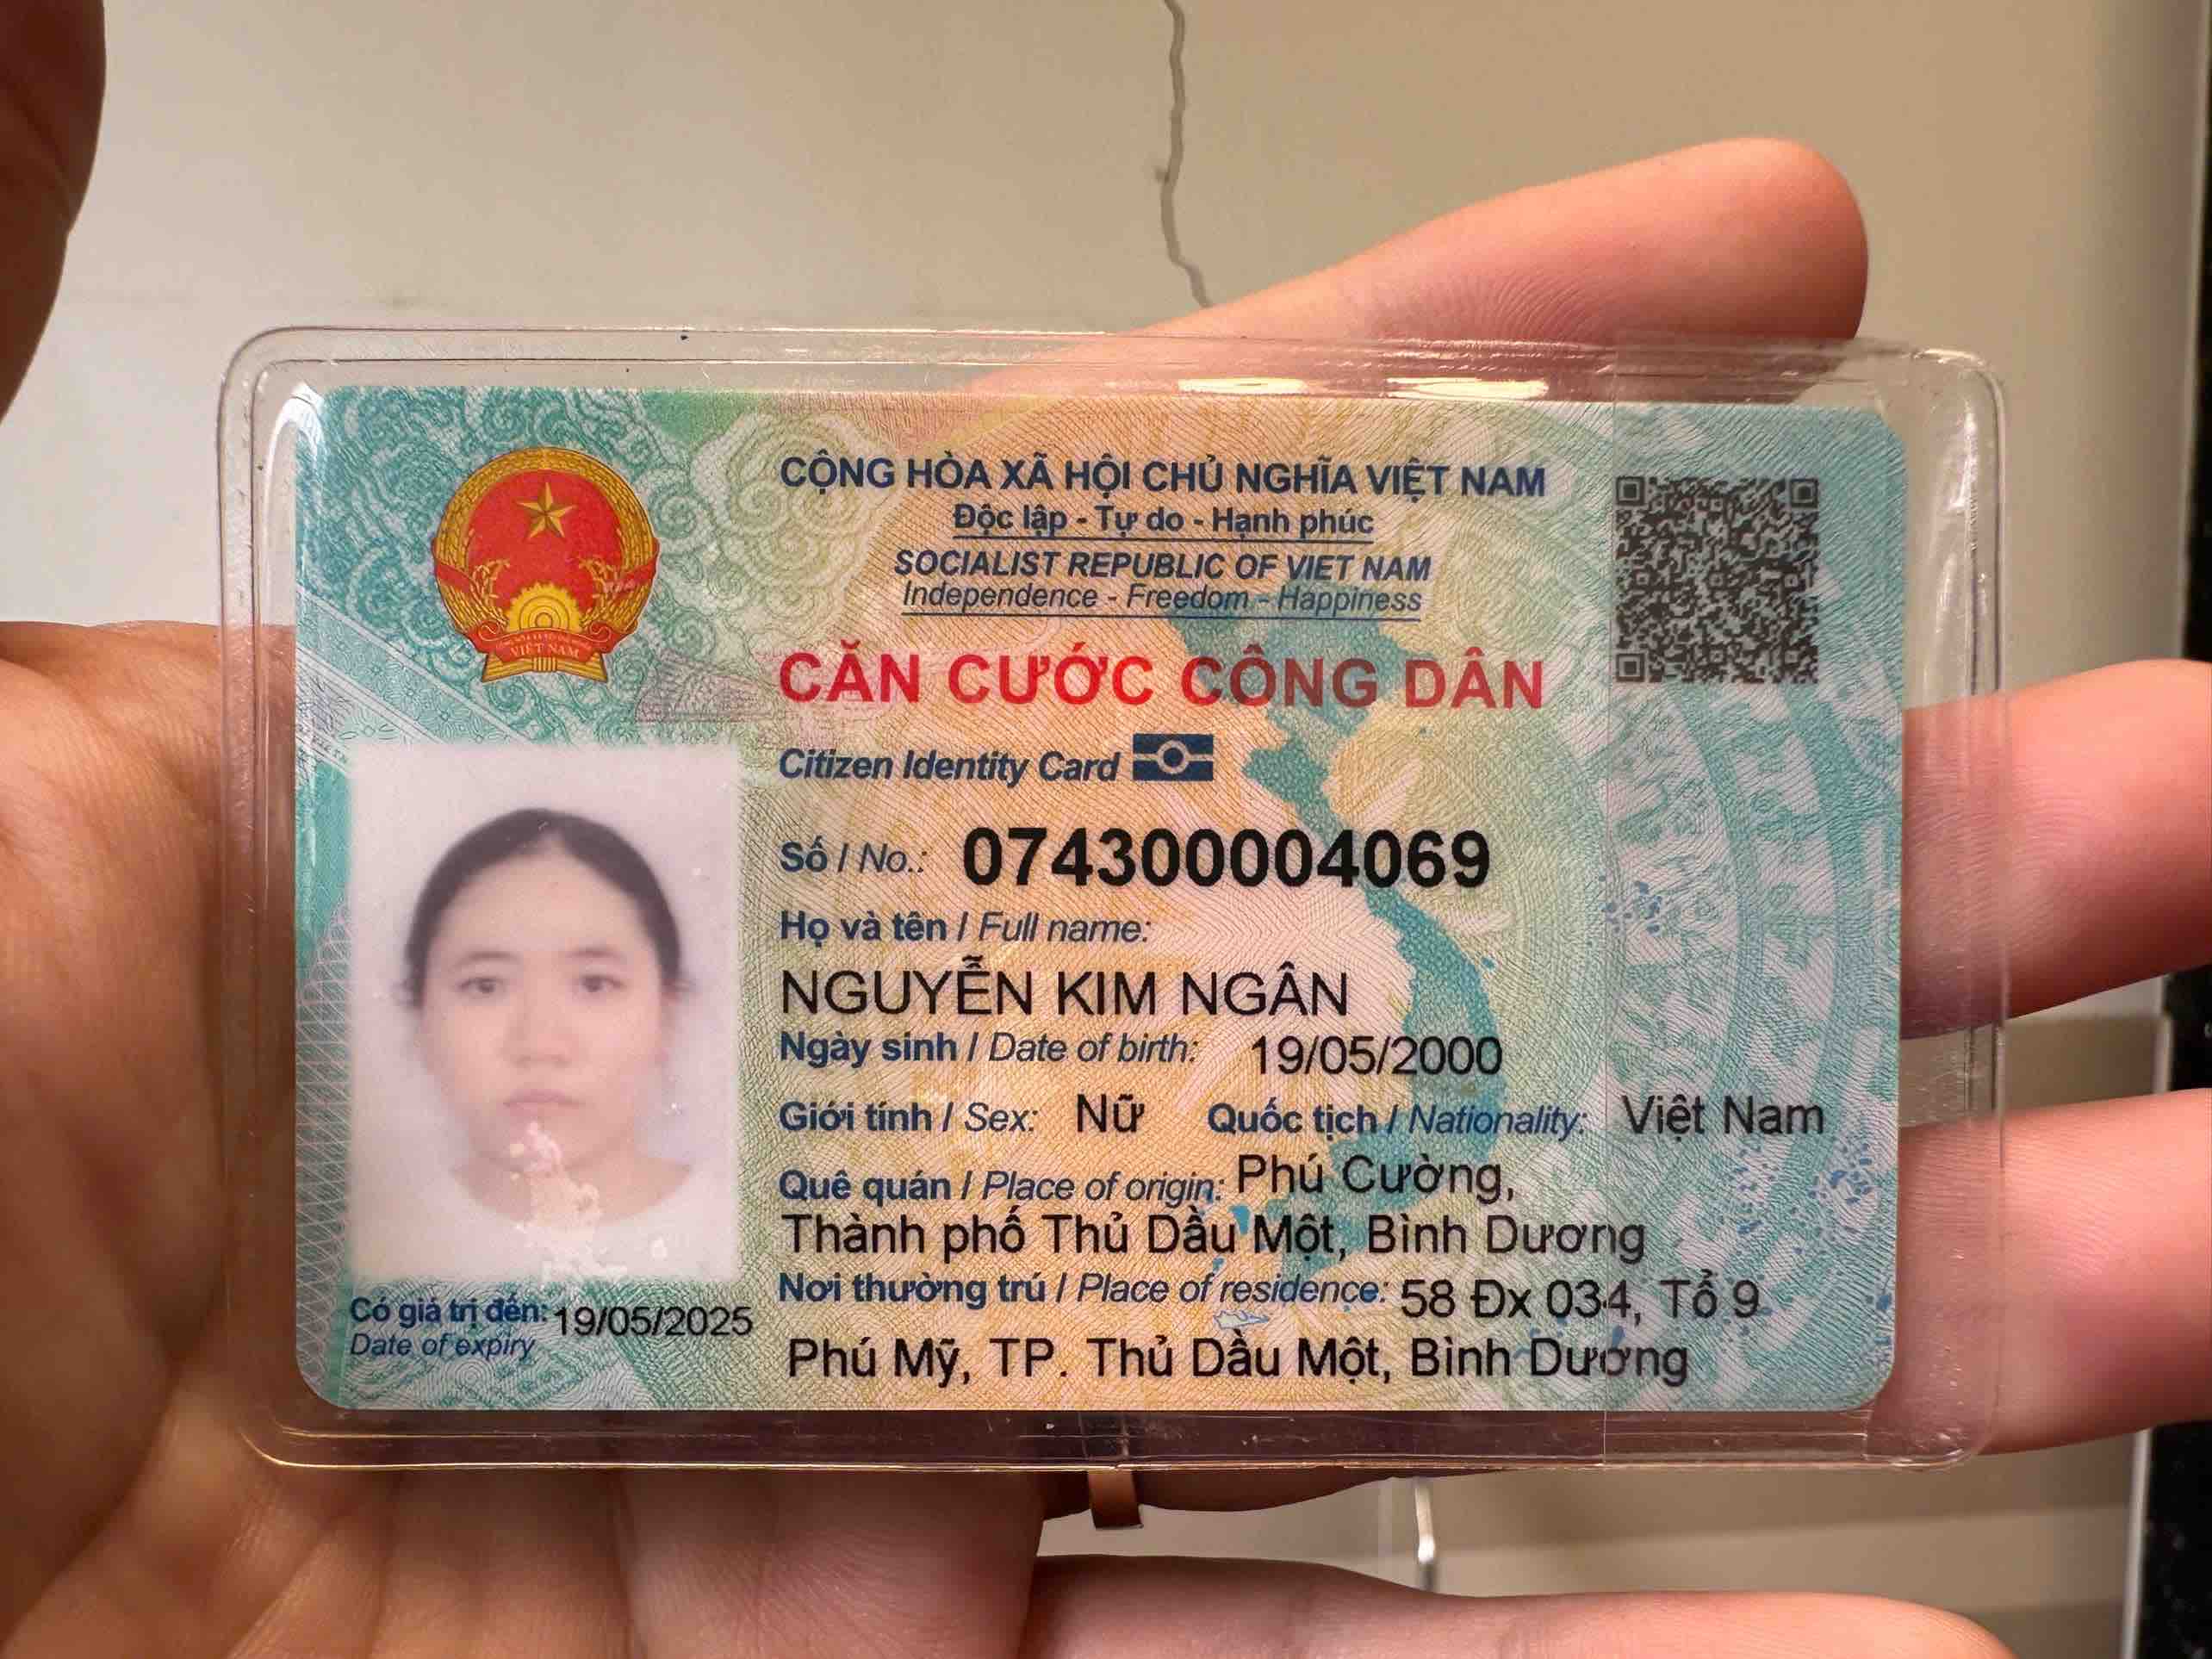 CỘNG HÒA XÃ HỘI CHỦ NGHĨA VIỆT NAM
Độc lập - Tự do - Hạnh phúc
SOCIALIST REPUBLIC OF VIET NAM
Independence - Freedom - Happiness
VIỆT NAM
CĂN CƯỚC CÔNG DÂN
Citizen Identity Card
Số / No.: 074300004069
Họ và tên / Full name:
NGUYỄN KIM NGÂN
Ngày sinh / Date of birth: 19/05/2000
Giới tính / Sex: Nữ Quốc tịch / Nationality: Việt Nam
Quê quán / Place of origin: Phú Cường,
Thành phố Thủ Dầu Một, Bình Dương
Nơi thường trú / Place of residence: 58 Đx 034, Tổ 9
Phú Mỹ, TP. Thủ Dầu Một, Bình Dương
Có giá trị đến: 19/05/2025
Date of expiry